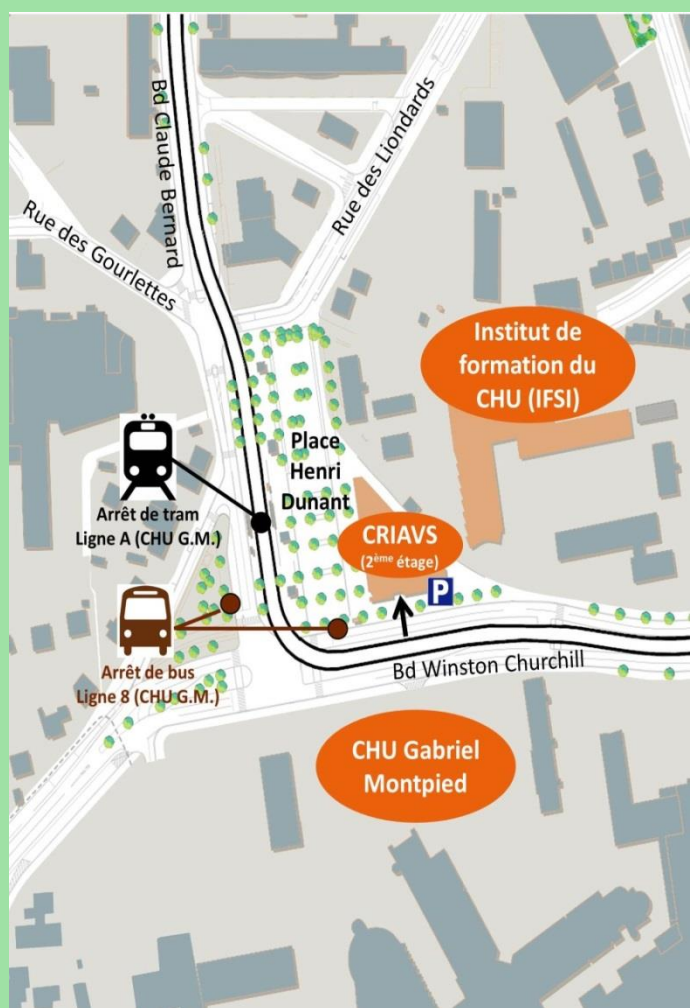 Bd Claude Bernard
Rue des Liondards
Rue des Gourlettes
Institut de
formation du
CHU (IFSI)
Place
Henri
Dunant
Arrêt de tram
Ligne A (CHU G.M.)
CRIAVS
(2ème étage)
P
Arrêt de bus
Ligne 8 (CHU G.M.)
Bd Winston Churchill
CHU Gabriel
Montpied